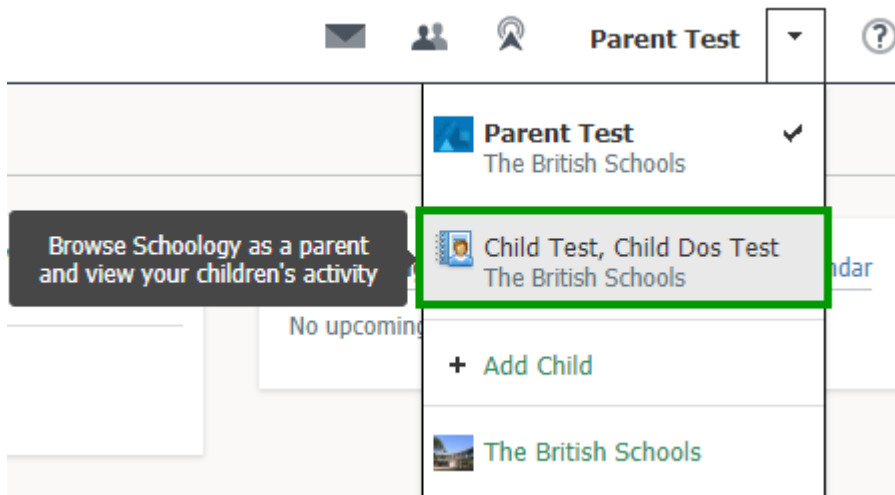 Parent Test
?
Parent Test
The British Schools
Browse Schoology as a parent
and view your children's activity
Child Test, Child Dos Test
The British Schools
ndar
No upcoming
+ Add Child
The British Schools